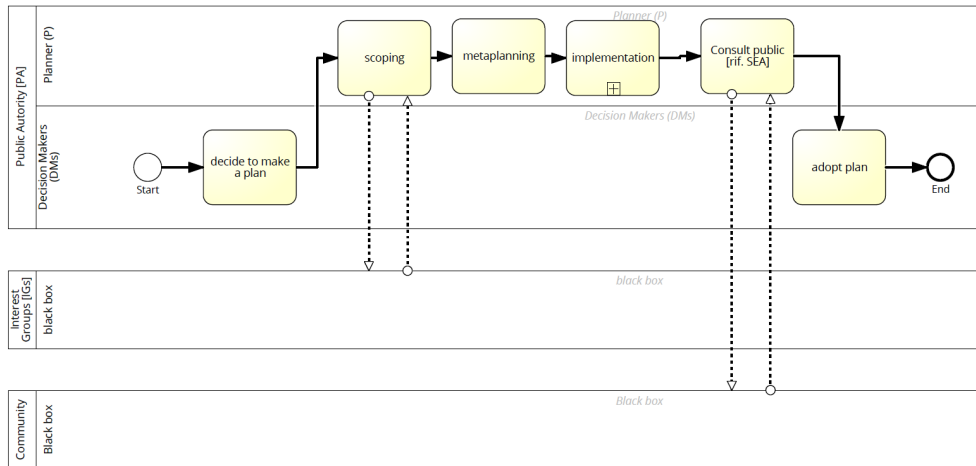 Public Autority [PA]
Planner (P)
Planner (P)
scoping
metaplanning
implementation
Consult public
[rif. SEA]
Decision Makers
(DMs)
Decision Makers (DMs)
Start
decide to make
a plan
adopt plan
End
Interest
Groups [IGs]
black box
black box
Community
Black box
Black box